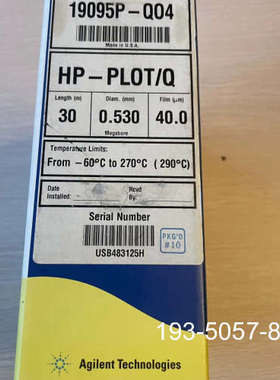 19095P-Q04
Made in U.S.A.
HP-PLOT/Q
Length (m) Diam. (mm) Film (µm)
30 0.530 40.0
Megabore
Temperature Limits:
From -60°C to 270°C ( 290°C)
Date Recd
Installed: By
Serial Number
USB483125H
PKG'D
#10
193-5057-8
Agilent Technologies